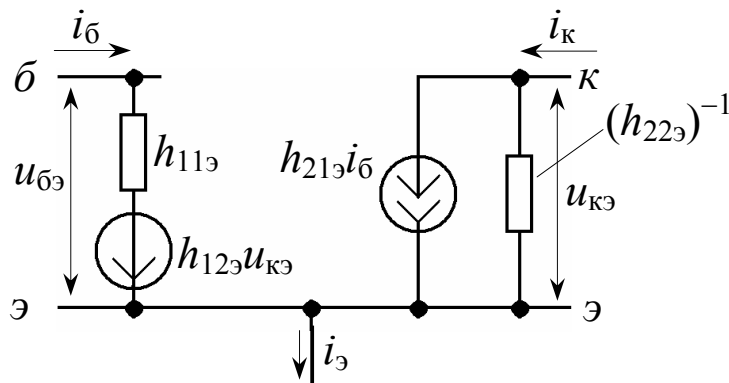 iб
iк
б
к
(h22э)−1
h11э
h21эiб
uбэ
uкэ
h12эuкэ
э
э
iэ